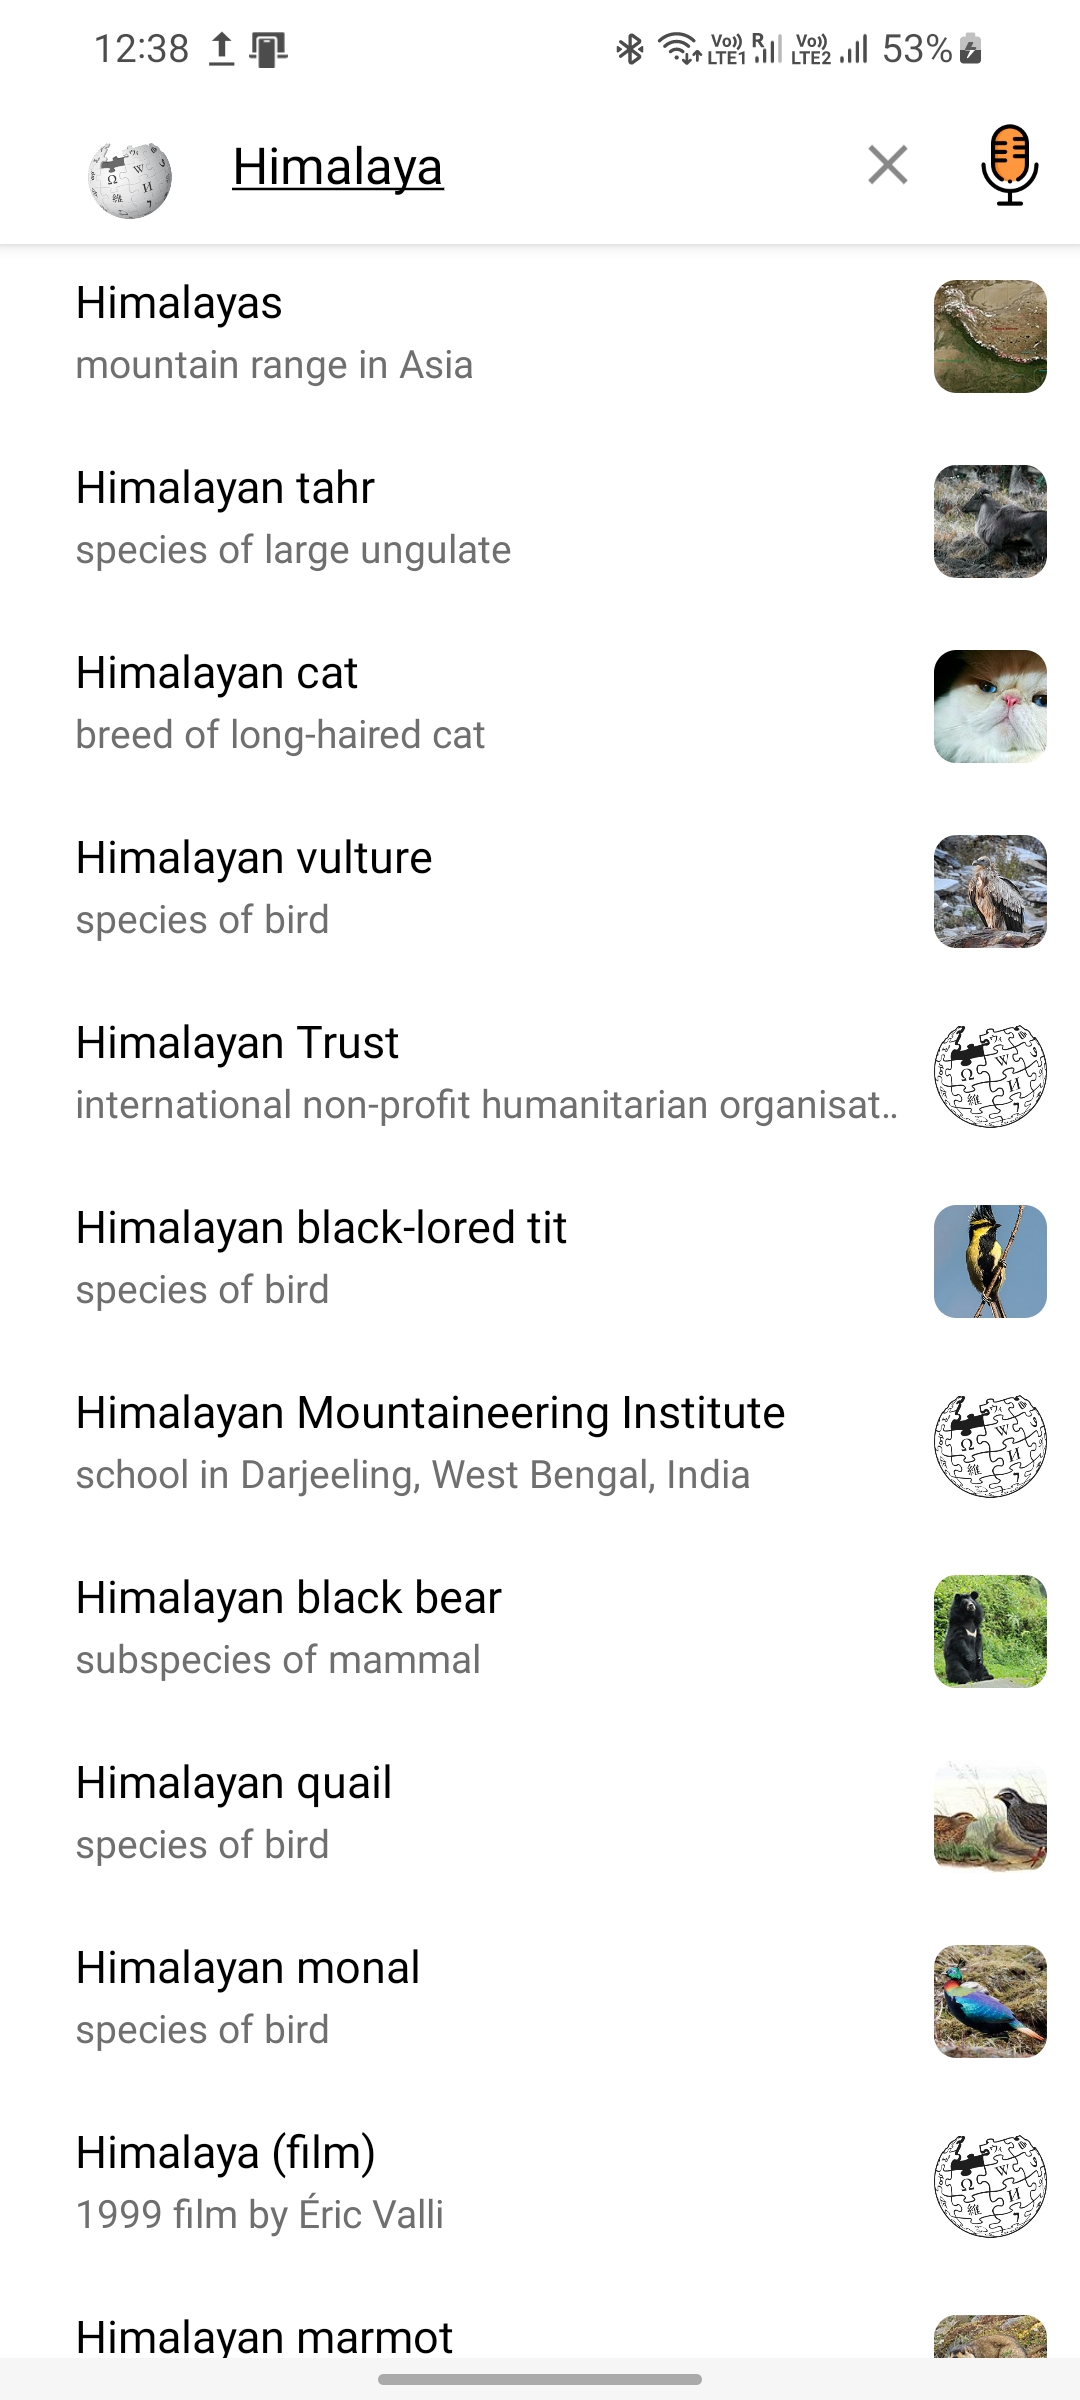 12:38
Vo)) R Vo)) 53%
LTE1 LTE2
Himalaya
Himalayas
mountain range in Asia
Himalayan tahr
species of large ungulate
Himalayan cat
breed of long-haired cat
Himalayan vulture
species of bird
Himalayan Trust
international non-profit humanitarian organisat..
Himalayan black-lored tit
species of bird
Himalayan Mountaineering Institute
school in Darjeeling, West Bengal, India
Himalayan black bear
subspecies of mammal
Himalayan quail
species of bird
Himalayan monal
species of bird
Himalaya (film)
1999 film by Éric Valli
Himalayan marmot